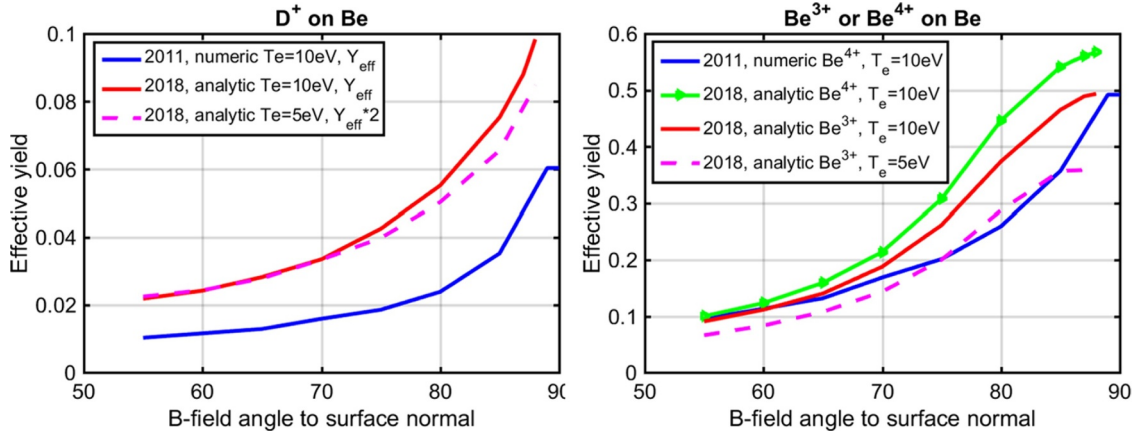 D+ on Be
0.1
0.08
0.06
0.04
0.02
0
Effective yield
2011, numeric Te=10eV, Yeff
2018, analytic Te=10eV, Yeff
2018, analytic Te=5eV, Yeff*2
50 60 70 80 90
B-field angle to surface normal
Be3+ or Be4+ on Be
0.6
0.5
0.4
0.3
0.2
0.1
0
Effective yield
2011, numeric Be4+, Te=10eV
2018, analytic Be4+, Te=10eV
2018, analytic Be3+, Te=10eV
2018, analytic Be3+, Te=5eV
50 60 70 80 90
B-field angle to surface normal